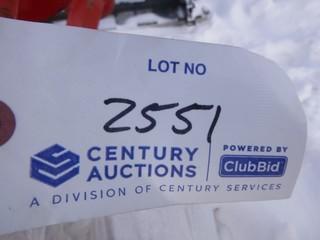 LOT NO
2551
CENTURY
AUCTIONS
POWERED BY
ClubBid
A DIVISION OF CENTURY SERVICES